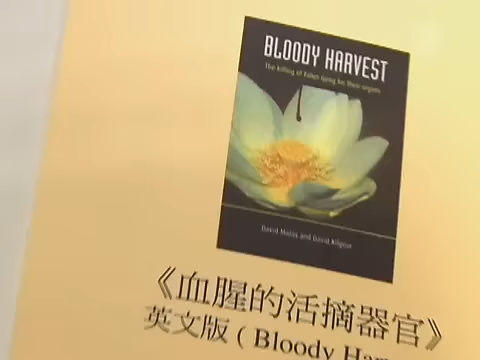 BLOODY HARVEST
The killing of Falun Gong for their organs
David Matas and David Kilgour
《血腥的活摘器官》
英文版 ( Bloody Har